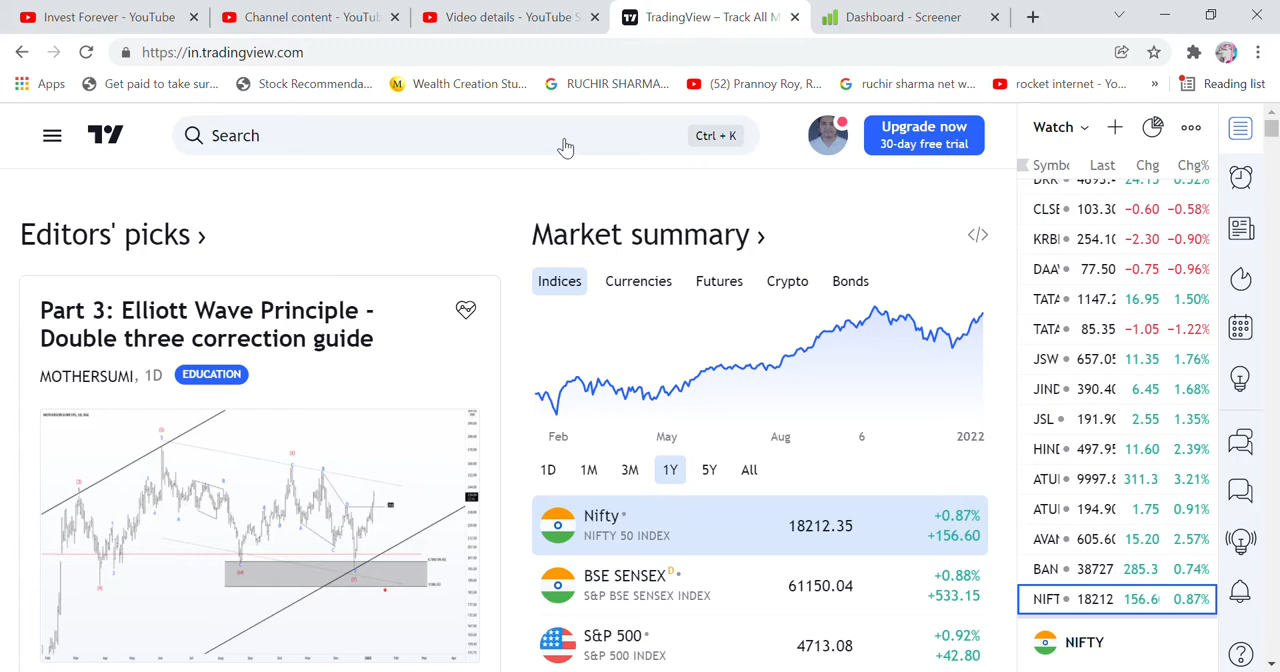 Invest Forever - YouTube
Channel content - YouTu
Video details - YouTube S
TradingView – Track All M
Dashboard - Screener
https://in.tradingview.com
Apps
Get paid to take sur...
Stock Recommenda...
Wealth Creation Stu...
RUCHIR SHARMA...
(52) Prannoy Roy, R...
ruchir sharma net w...
rocket internet - Yo...
»
Reading list
Search
Ctrl + K
Upgrade now
30-day free trial
Watch
Symbo Last Chg Chg%
CLSE 103.30 −0.60 −0.58%
KRBI 254.10 −2.30 −0.90%
DAA 77.50 −0.75 −0.96%
TATA 1147.2 16.95 1.50%
TATA 85.35 −1.05 −1.22%
JSW 657.05 11.35 1.76%
JIND 390.40 6.45 1.68%
JSL 191.90 2.55 1.35%
HIND 497.95 11.60 2.39%
ATUI 9997.8 311.3 3.21%
ATUI 194.90 1.75 0.91%
AVAI 605.60 15.20 2.57%
BAN 38727 285.3 0.74%
NIFT 18212 156.6 0.87%
NIFTY
Editors' picks ›
Part 3: Elliott Wave Principle -
Double three correction guide
MOTHERSUMI, 1D EDUCATION
Market summary ›
Indices Currencies Futures Crypto Bonds
Feb May Aug 6 2022
1D 1M 3M 1Y 5Y All
Nifty
NIFTY 50 INDEX
18212.35
+0.87%
+156.60
BSE SENSEX D
S&P BSE SENSEX INDEX
61150.04
+0.88%
+533.15
S&P 500
S&P 500 INDEX
4713.08
+0.92%
+42.80